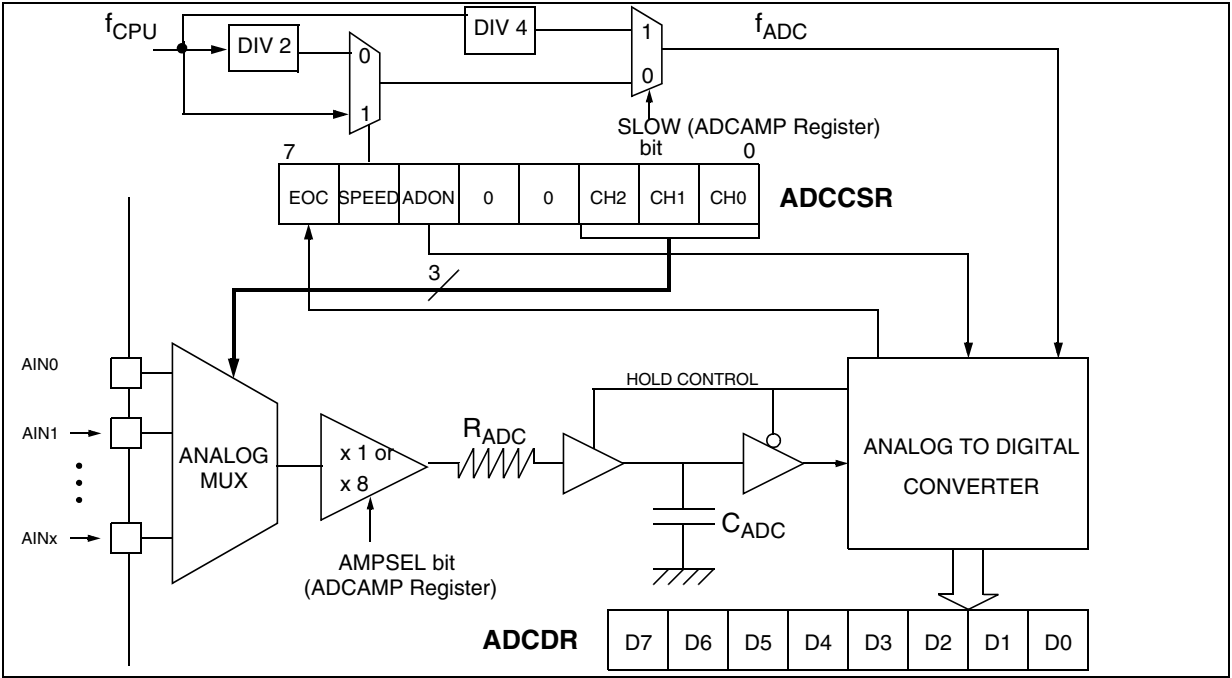 fCPU
DIV 2
DIV 4
fADC
0
1
1
0
SLOW (ADCAMP Register)
bit
7
0
EOC SPEED ADON 0 0 CH2 CH1 CH0
ADCCSR
3
AIN0
AIN1
AINx
ANALOG
MUX
x 1 or
x 8
AMPSEL bit
(ADCAMP Register)
RADC
HOLD CONTROL
CADC
ANALOG TO DIGITAL
CONVERTER
ADCDR
D7 D6 D5 D4 D3 D2 D1 D0